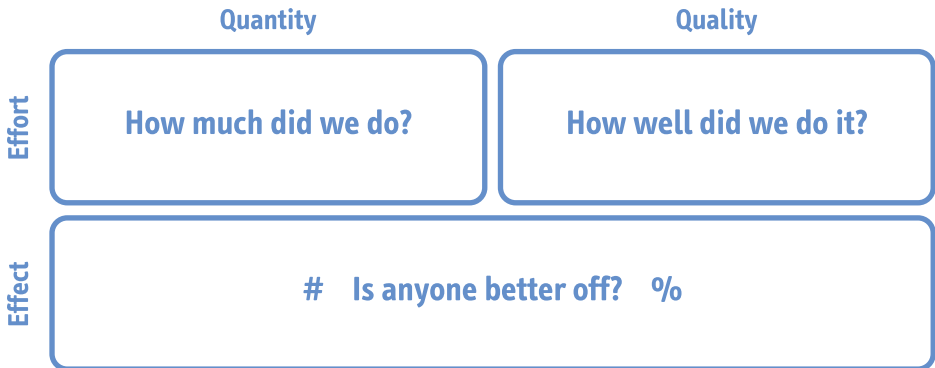 Quantity
Quality
Effort
How much did we do?
How well did we do it?
Effect
# Is anyone better off? %